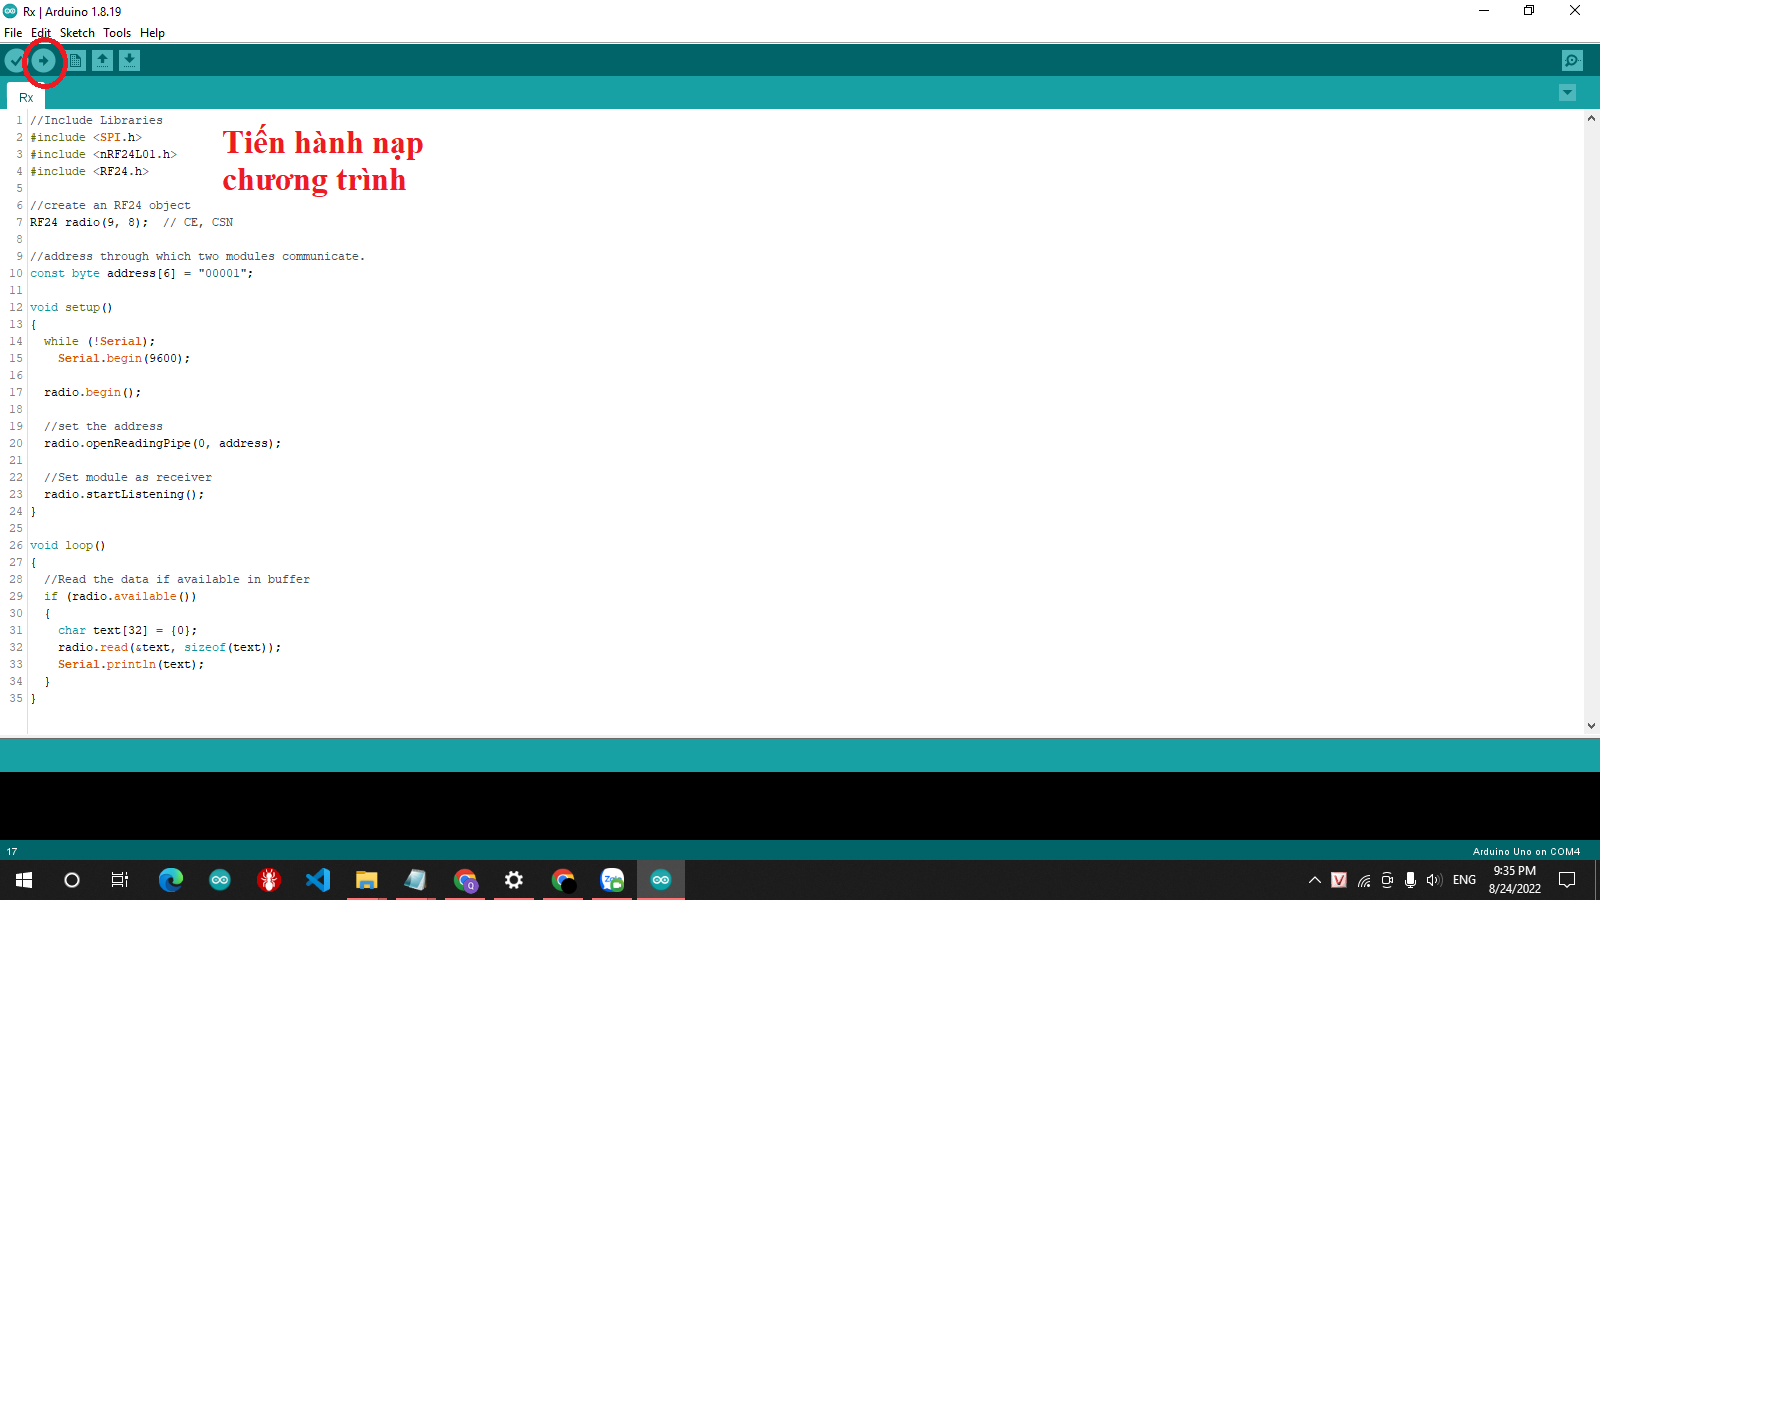 Rx | Arduino 1.8.19
File Edit Sketch Tools Help
Rx
Tiến hành nạp
chương trình
1 //Include Libraries
2 #include <SPI.h>
3 #include <nRF24L01.h>
4 #include <RF24.h>
5
6 //create an RF24 object
7 RF24 radio(9, 8);  // CE, CSN
8
9 //address through which two modules communicate.
10 const byte address[6] = "00001";
11
12 void setup()
13 {
14   while (!Serial);
15     Serial.begin(9600);
16
17   radio.begin();
18
19   //set the address
20   radio.openReadingPipe(0, address);
21
22   //Set module as receiver
23   radio.startListening();
24 }
25
26 void loop()
27 {
28   //Read the data if available in buffer
29   if (radio.available())
30   {
31     char text[32] = {0};
32     radio.read(&text, sizeof(text));
33     Serial.println(text);
34   }
35 }
17
Arduino Uno on COM4
Zalo
Q
V
ENG
9:35 PM
8/24/2022